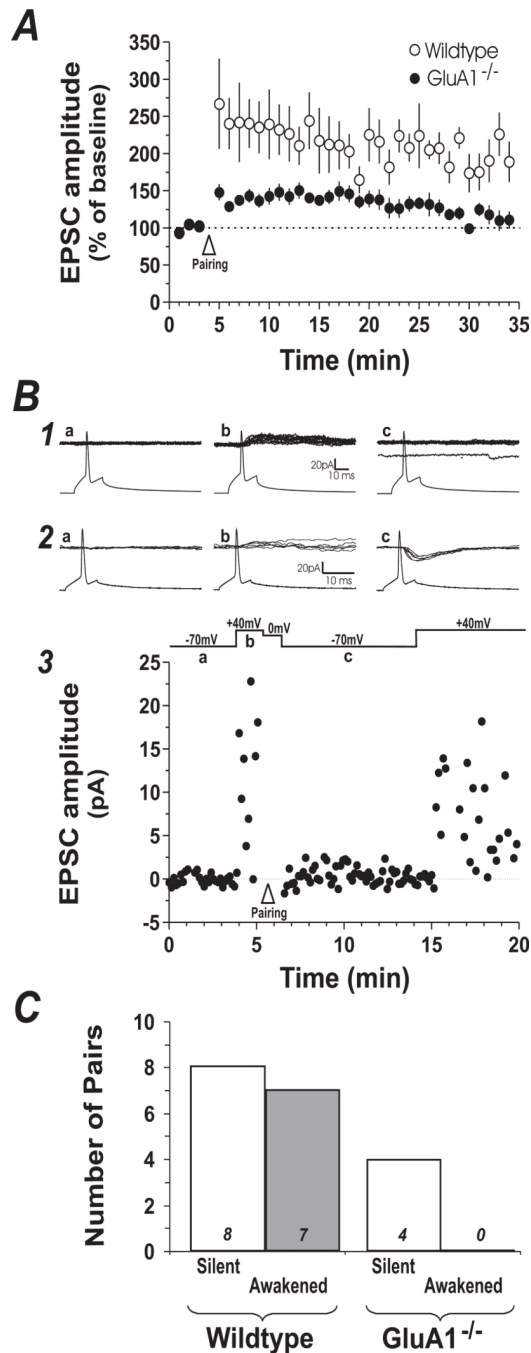 A
350
300
250
200
150
100
50
0
EPSC amplitude
(% of baseline)
Wildtype
GluA1-/-
Pairing
0 5 10 15 20 25 30 35
Time (min)
B
1
a
b
20pA
10 ms
c
2
a
b
20pA
10 ms
c
3
-70mV
a
+40mV
b
0mV
-70mV
c
+40mV
25
20
15
10
5
0
-5
EPSC amplitude
(pA)
Pairing
0 5 10 15 20
Time (min)
C
10
8
6
4
2
0
Number of Pairs
8
7
4
0
Silent
Awakened
Silent
Awakened
Wildtype
GluA1-/-